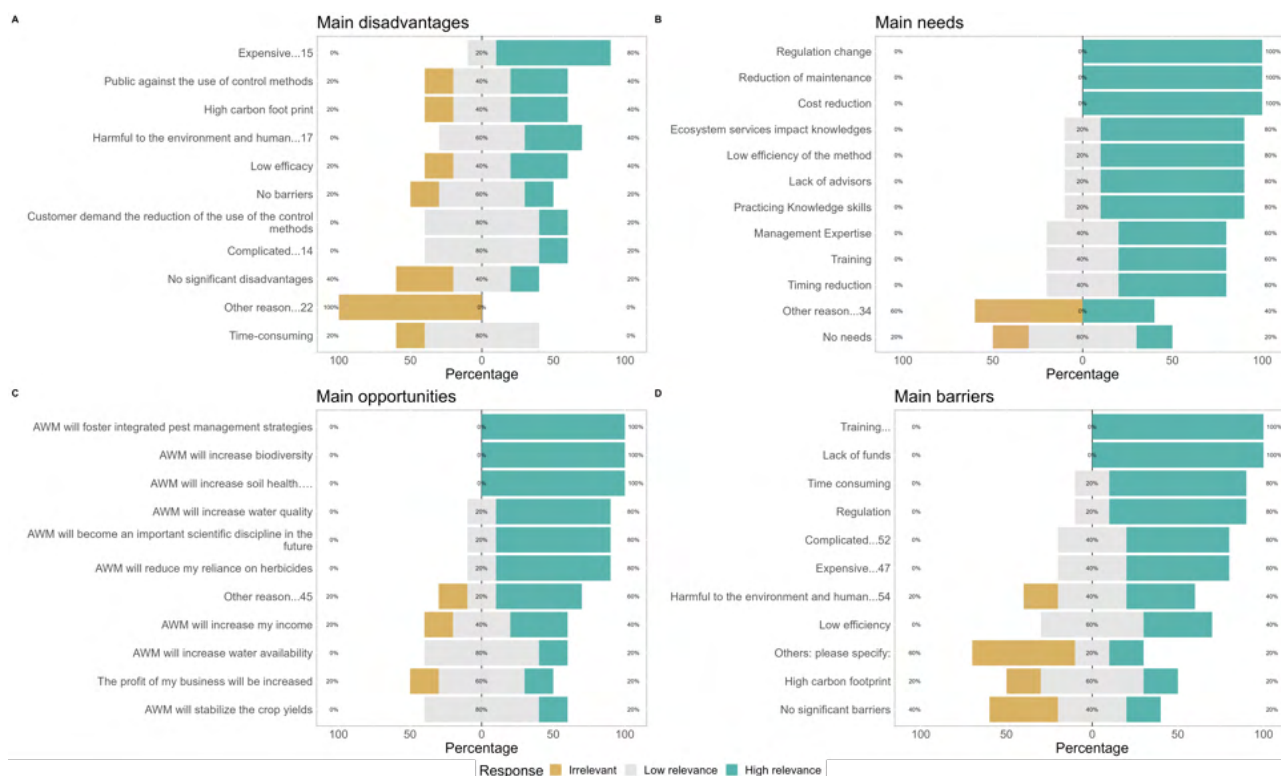 A Main disadvantages
Expensive...15 0% 20% 80%
Public against the use of control methods 20% 40% 40%
High carbon foot print 20% 40% 40%
Harmful to the environment and human...17 0% 60% 40%
Low efficacy 20% 40% 40%
No barriers 20% 60% 20%
Customer demand the reduction of the use of the control
methods 0% 80% 20%
Complicated...14 0% 80% 20%
No significant disadvantages 40% 40% 20%
Other reason...22 100% 0% 0%
Time-consuming 20% 80% 0%
100 50 0 50 100
Percentage
B Main needs
Regulation change 0% 0% 100%
Reduction of maintenance 0% 0% 100%
Cost reduction 0% 0% 100%
Ecosystem services impact knowledges 0% 20% 80%
Low efficiency of the method 0% 20% 80%
Lack of advisors 0% 20% 80%
Practicing Knowledge skills 0% 20% 80%
Management Expertise 0% 40% 60%
Training 0% 40% 60%
Timing reduction 0% 40% 60%
Other reason...34 60% 0% 40%
No needs 20% 60% 20%
100 50 0 50 100
Percentage
C Main opportunities
AWM will foster integrated pest management strategies 0% 0% 100%
AWM will increase biodiversity 0% 0% 100%
AWM will increase soil health.... 0% 0% 100%
AWM will increase water quality 0% 20% 80%
AWM will become an important scientific discipline in the
future 0% 20% 80%
AWM will reduce my reliance on herbicides 0% 20% 80%
Other reason...45 20% 20% 60%
AWM will increase my income 20% 40% 40%
AWM will increase water availability 0% 80% 20%
The profit of my business will be increased 20% 60% 20%
AWM will stabilize the crop yields 0% 80% 20%
100 50 0 50 100
Percentage
D Main barriers
Training... 0% 0% 100%
Lack of funds 0% 0% 100%
Time consuming 0% 20% 80%
Regulation 0% 20% 80%
Complicated...52 0% 40% 60%
Expensive...47 0% 40% 60%
Harmful to the environment and human...54 20% 40% 40%
Low efficiency 0% 60% 40%
Others: please specify: 60% 20% 20%
High carbon footprint 20% 60% 20%
No significant barriers 40% 40% 20%
100 50 0 50 100
Percentage
Response Irrelevant Low relevance High relevance